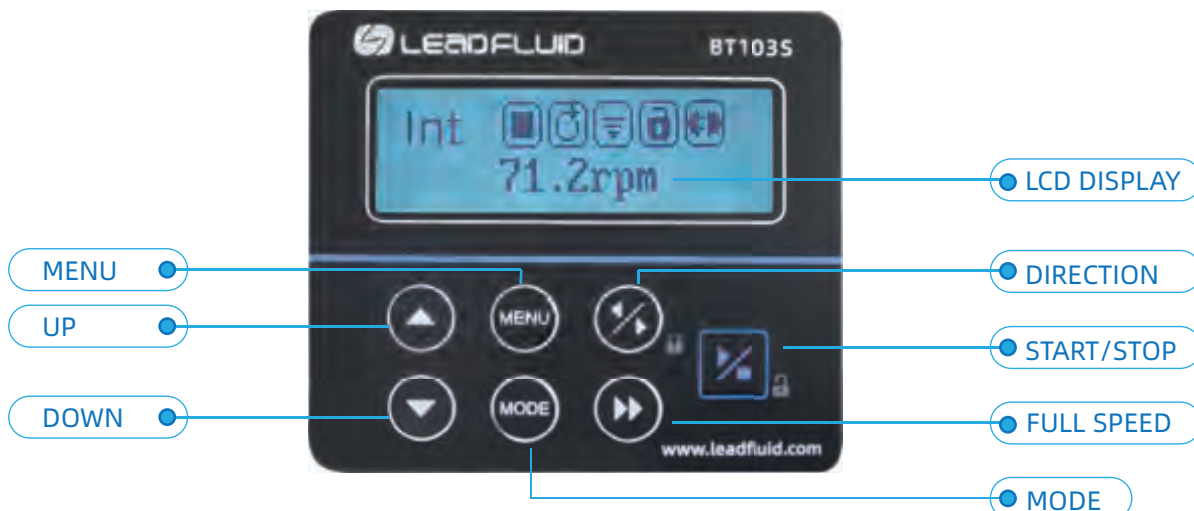 LEADFLUID
BT103S
Int
71.2rpm
LCD DISPLAY
MENU
DIRECTION
UP
MENU
START/STOP
DOWN
MODE
FULL SPEED
www.leadfluid.com
MODE